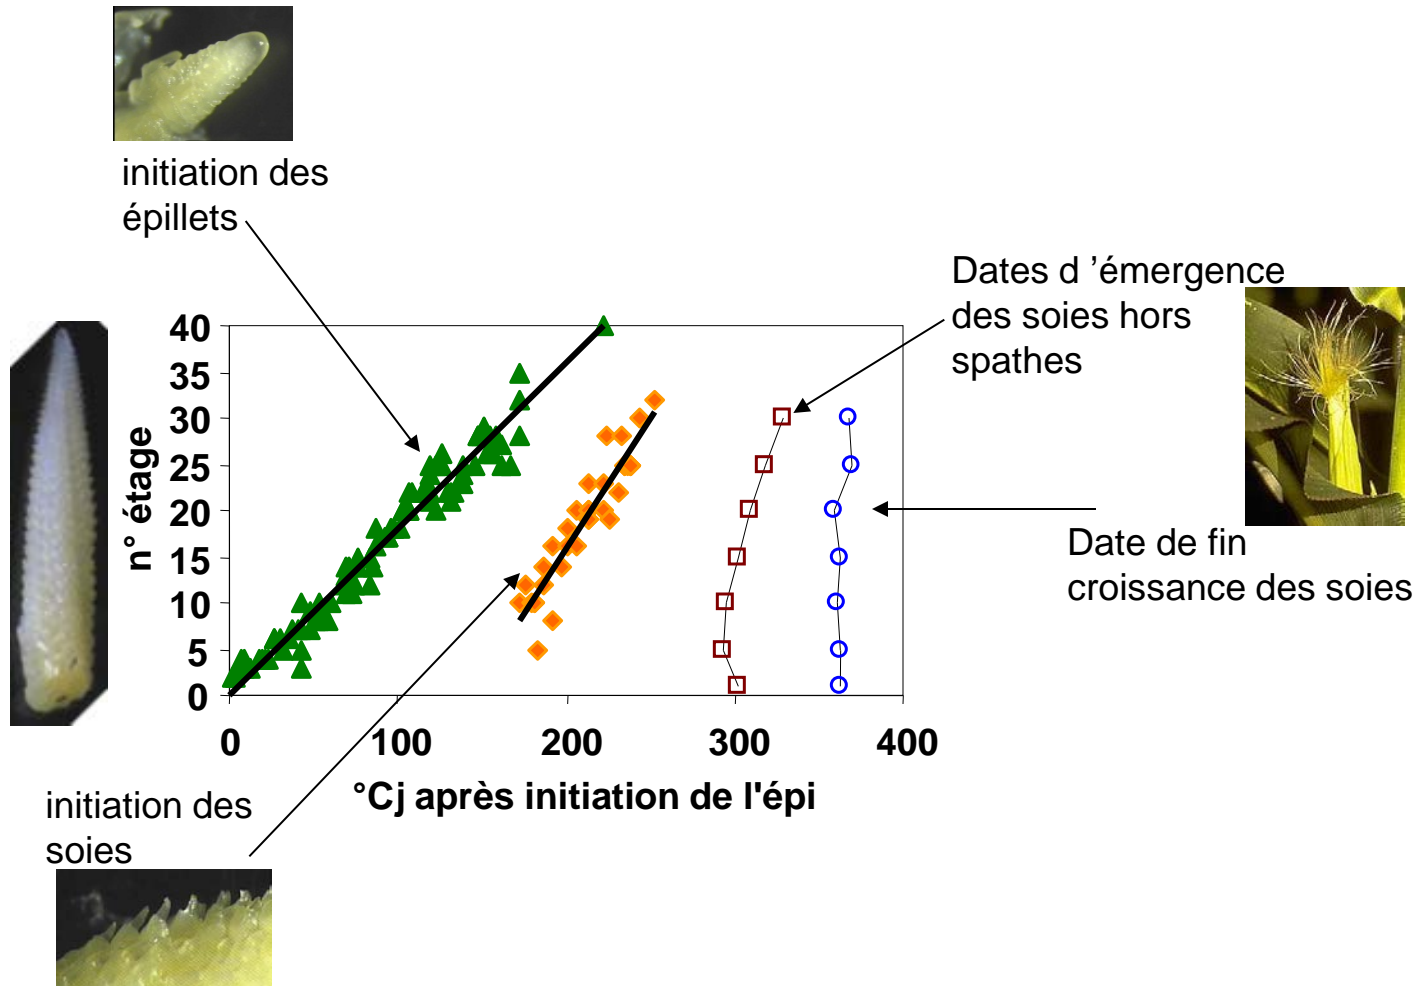 initiation des
épillets
Dates d ’émergence
des soies hors
spathes
40
35
30
25
20
15
10
5
0
n° étage
0 100 200 300 400
°Cj après initiation de l'épi
Date de fin
croissance des soies
initiation des
soies